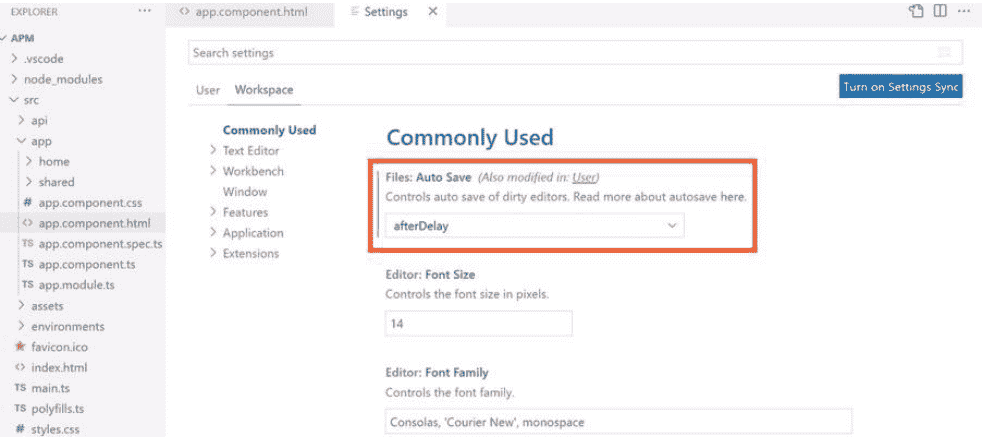 EXPLORER
APM
.vscode
node_modules
src
api
app
home
shared
# app.component.css
<> app.component.html
TS app.component.spec.ts
TS app.component.ts
TS app.module.ts
assets
environments
favicon.ico
<> index.html
TS main.ts
TS polyfills.ts
# styles.css
<> app.component.html
Settings
Search settings
User Workspace
Turn on Settings Sync
Commonly Used
Text Editor
Workbench
Window
Features
Application
Extensions
Commonly Used
Files: Auto Save (Also modified in: User)
Controls auto save of dirty editors. Read more about autosave here.
afterDelay
Editor: Font Size
Controls the font size in pixels.
14
Editor: Font Family
Controls the font family.
Consolas, 'Courier New', monospace